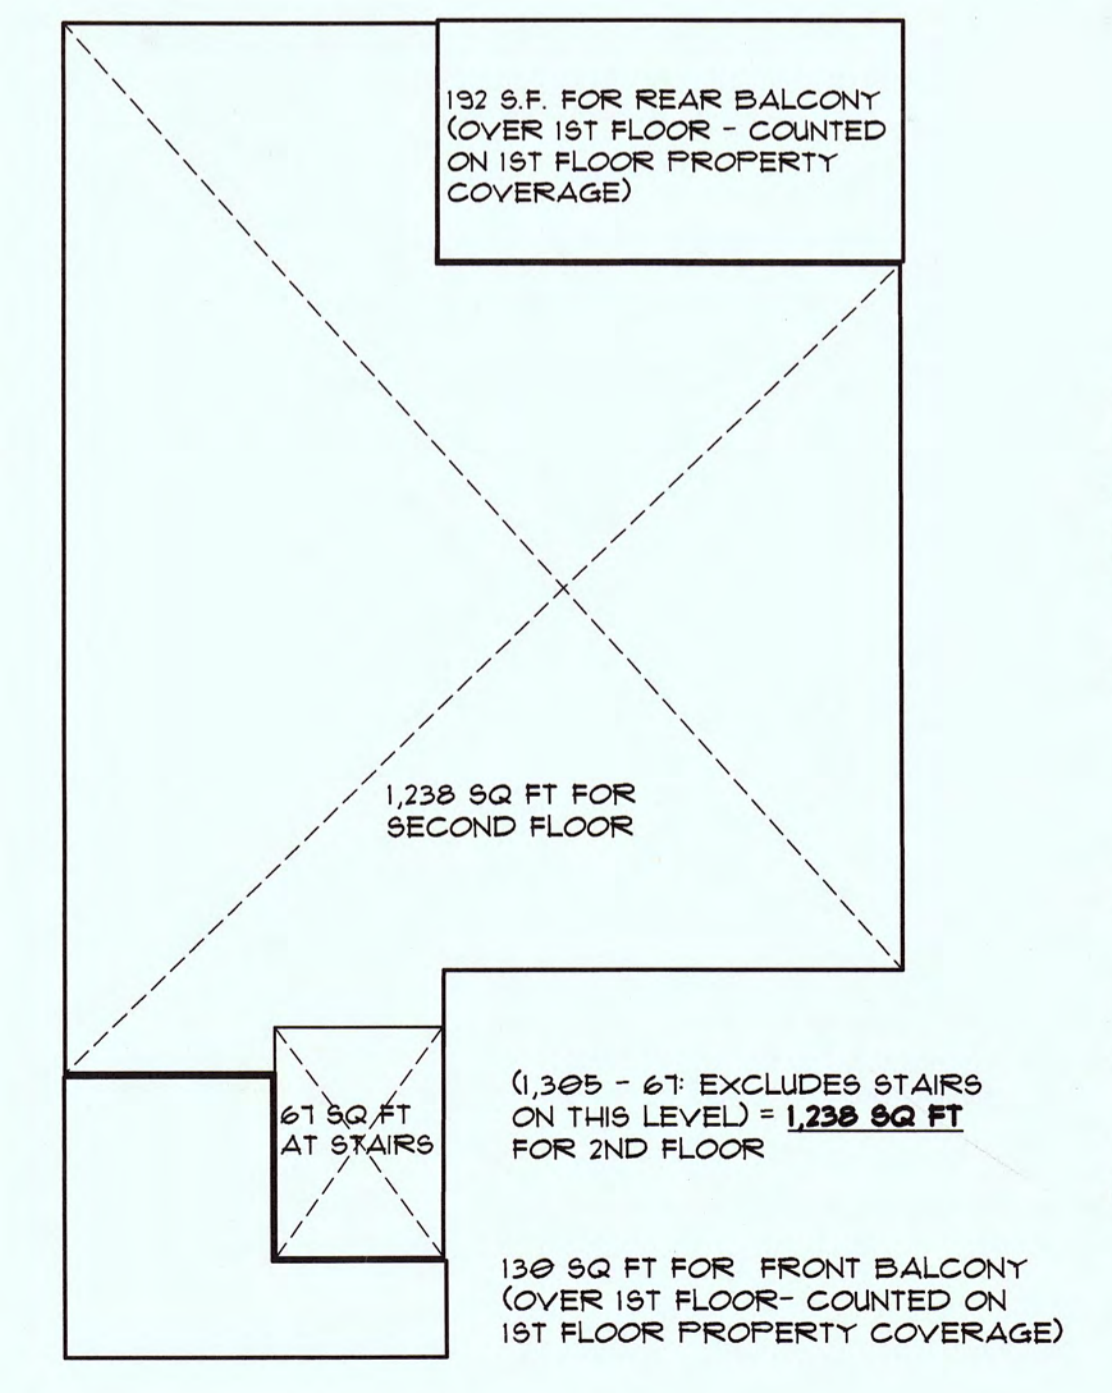 192 S.F. FOR REAR BALCONY
(OVER 1ST FLOOR - COUNTED
ON 1ST FLOOR PROPERTY
COVERAGE)
1,238 SQ FT FOR
SECOND FLOOR
67 SQ FT
AT STAIRS
(1,305 - 67: EXCLUDES STAIRS
ON THIS LEVEL) = 1,238 SQ FT
FOR 2ND FLOOR
130 SQ FT FOR FRONT BALCONY
(OVER 1ST FLOOR- COUNTED ON
1ST FLOOR PROPERTY COVERAGE)